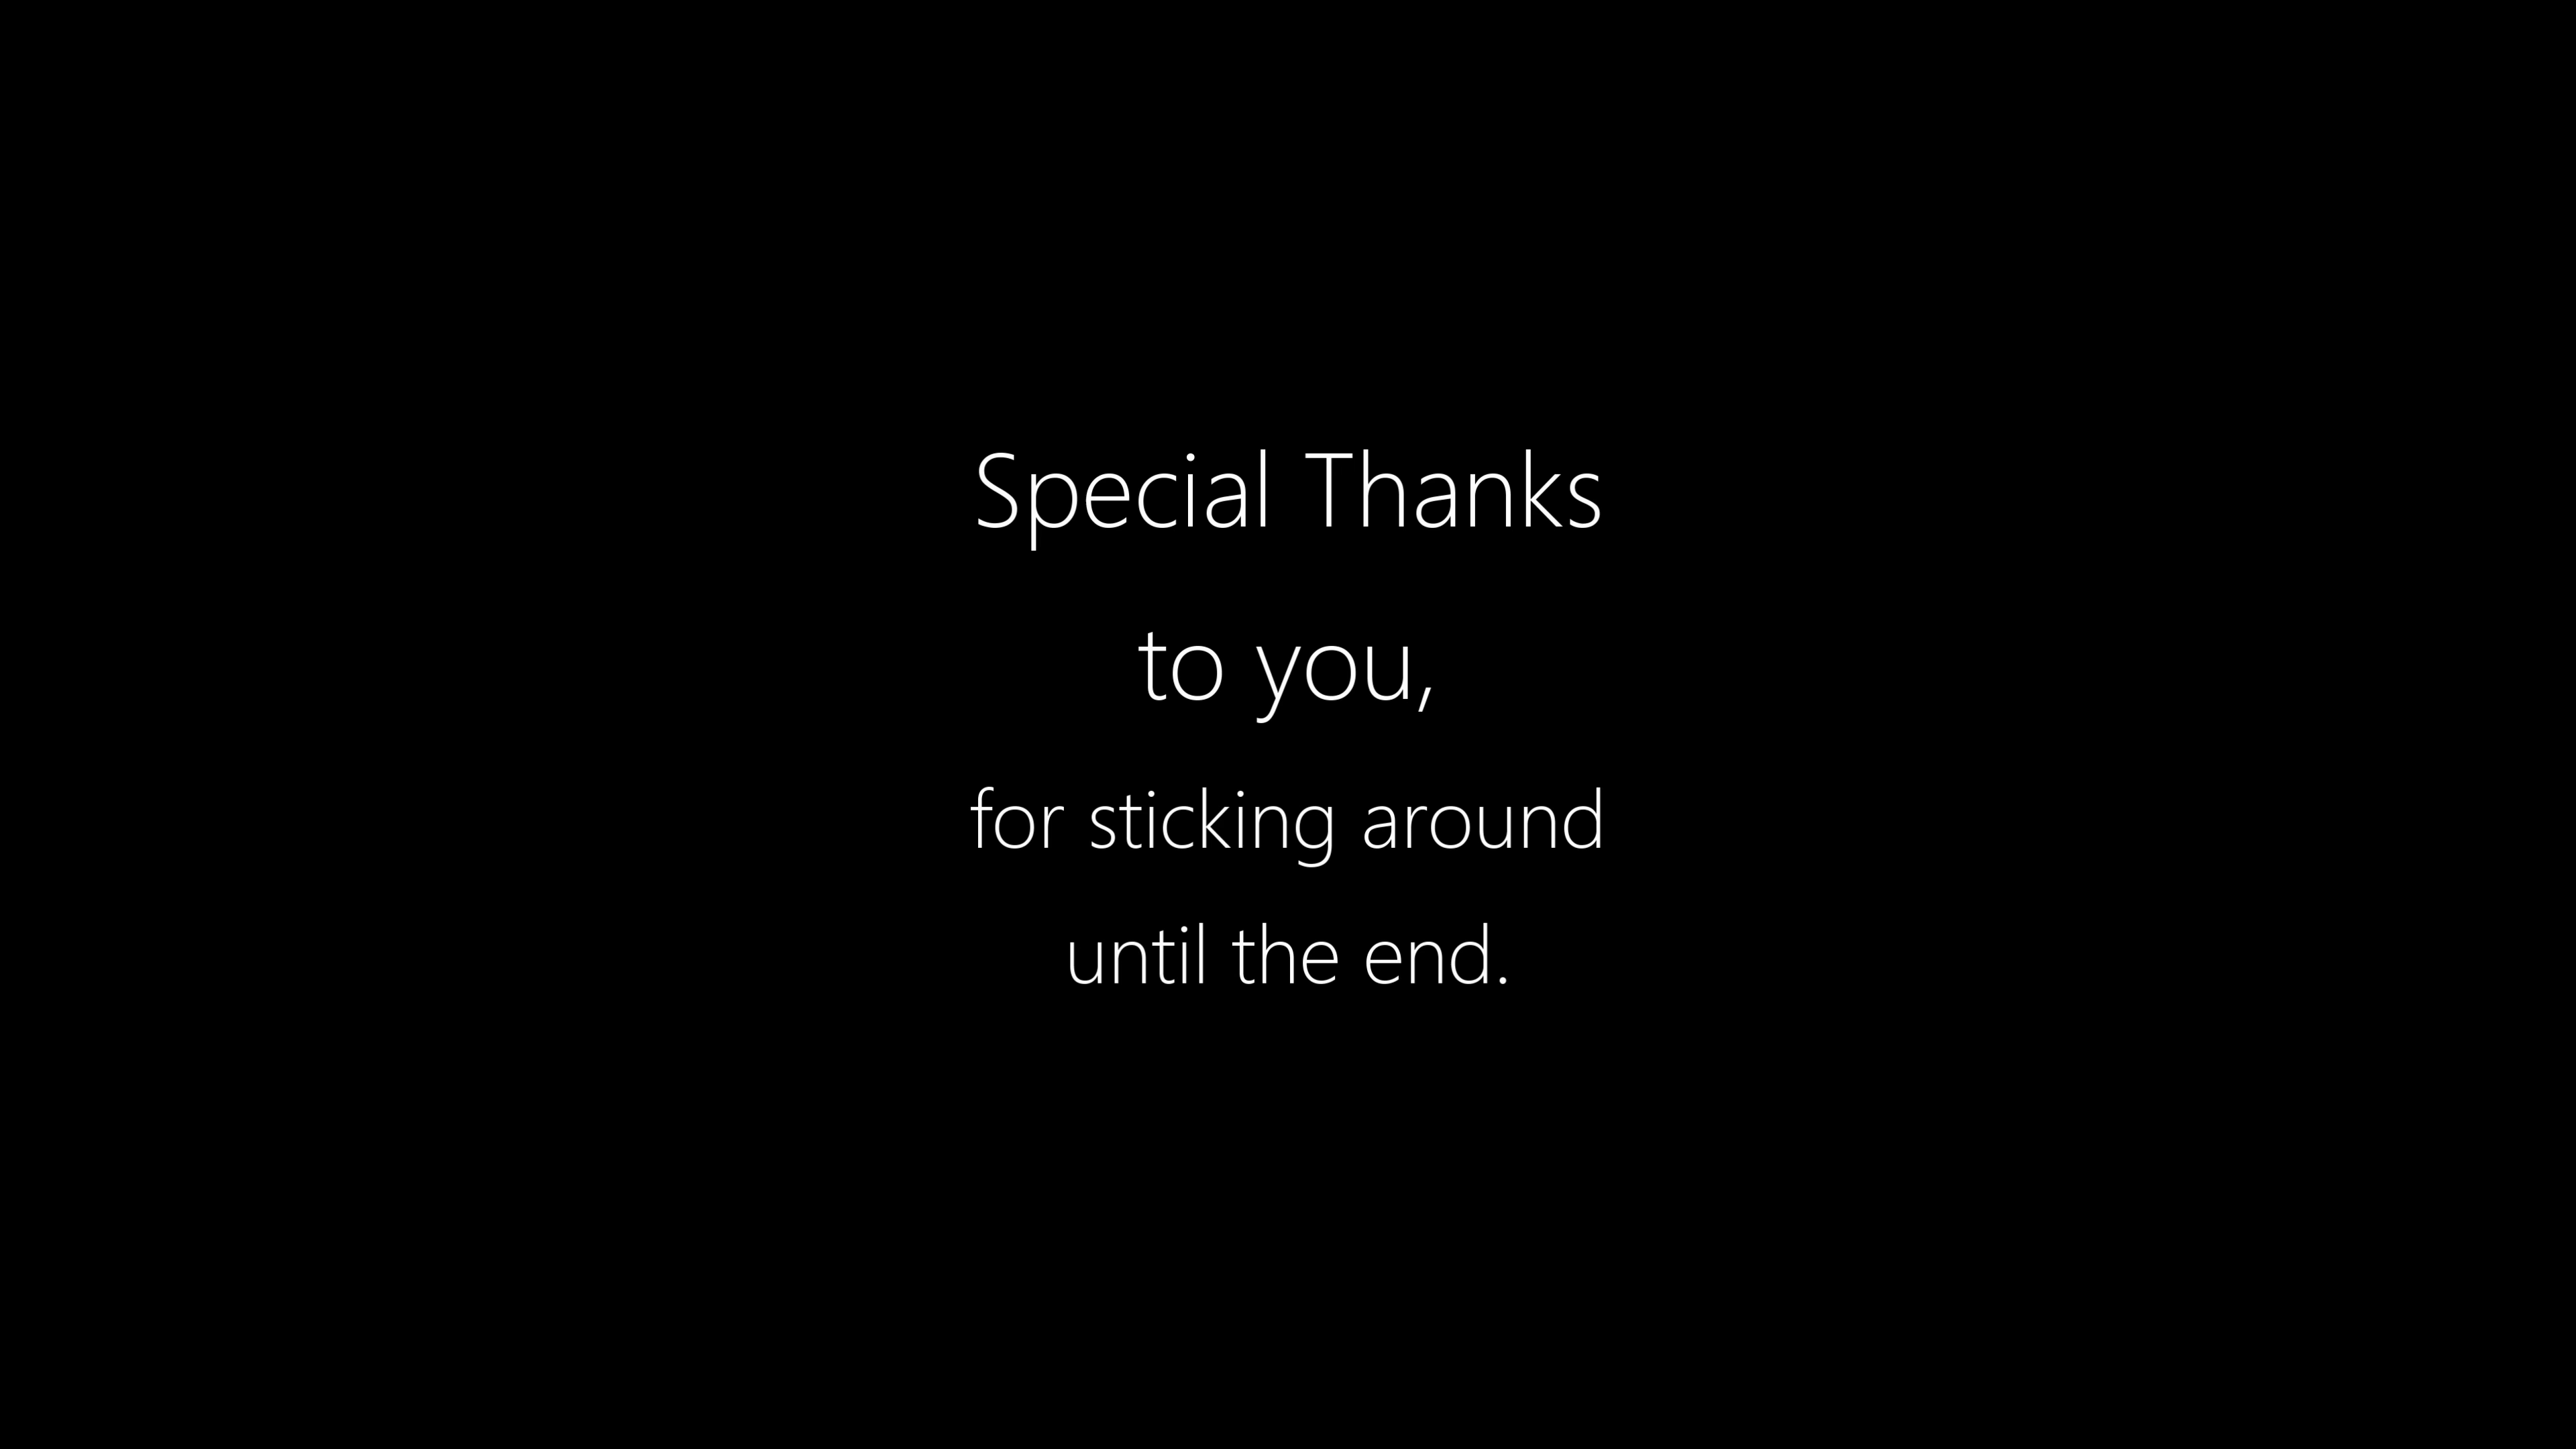 Special Thanks
to you,
for sticking around
until the end.